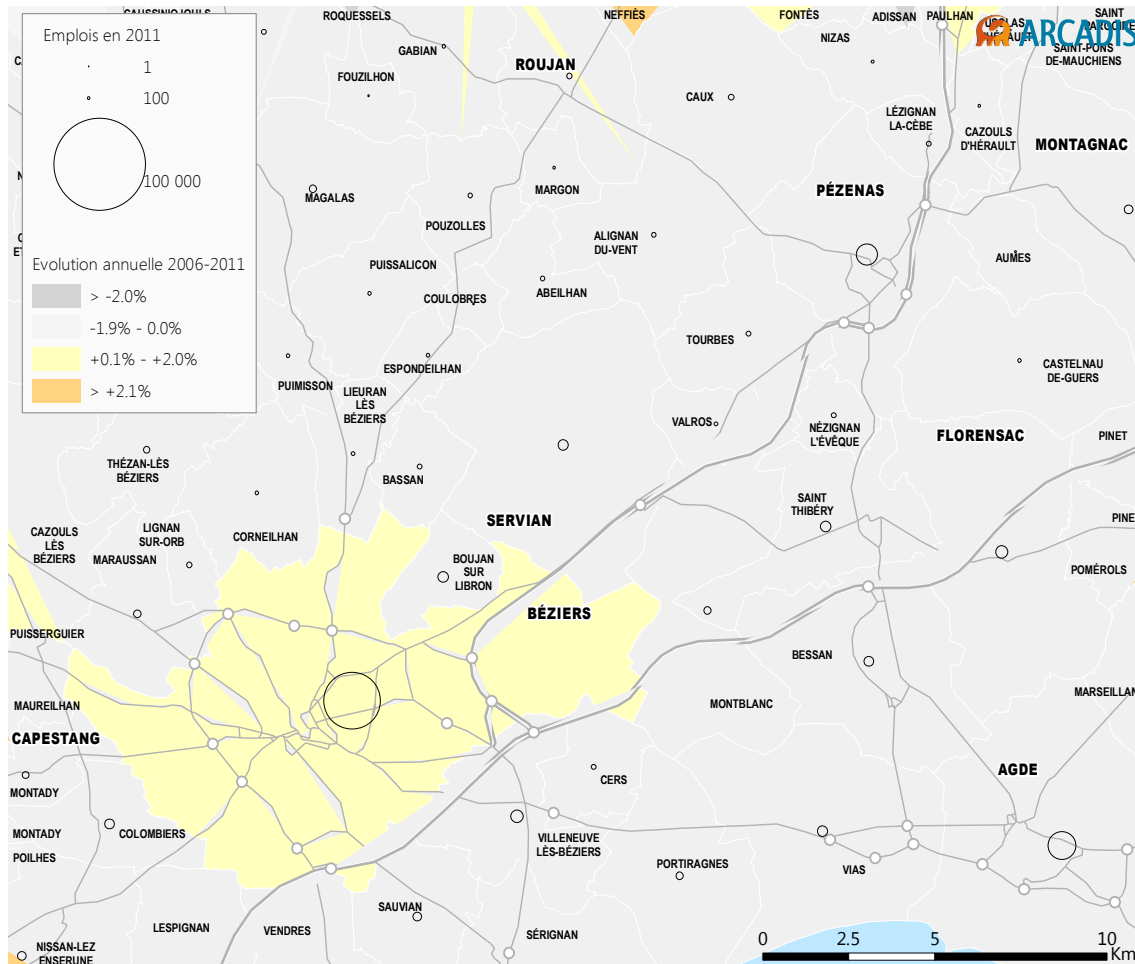 Emplois en 2011
1
100
100 000
Evolution annuelle 2006-2011
> -2.0%
-1.9% - 0.0%
+0.1% - +2.0%
> +2.1%
ROQUESSELS
NEFFIÈS
FONTÈS
ADISSAN
PAULHAN
SAINT
ARCADIS
NIZAS
SAINT-PONS
DE-MAUCHIENS
GABIAN
ROUJAN
FOUZILHON
CAUX
LÉZIGNAN
LA-CÈBE
CAZOULS
D'HÉRAULT
MONTAGNAC
MAGALAS
MARGON
PÉZENAS
POUZOLLES
ALIGNAN
DU-VENT
AUMES
PUISSALICON
COULOBRES
ABEILHAN
TOURBES
ESPONDEILHAN
CASTELNAU
DE-GUERS
PUIMISSON
LIEURAN
LÈS
BÉZIERS
VALROS
NÉZIGNAN
L'ÉVÊQUE
FLORENSAC
PINET
THÉZAN-LÈS
BÉZIERS
BASSAN
SAINT
THIBÉRY
CAZOULS
LÈS
BÉZIERS
LIGNAN
SUR-ORB
CORNEILHAN
SERVIAN
PINE
MARAUSSAN
BOUJAN
SUR
LIBRON
POMÉROLS
BÉZIERS
PUISSERGUIER
BESSAN
MAUREILHAN
MONTBLANC
MARSEILLAN
CAPESTANG
AGDE
MONTADY
CERS
MONTADY
COLOMBIERS
VILLENEUVE
LÈS-BÉZIERS
POILHES
PORTIRAGNES
VIAS
SAUVIAN
LESPIGNAN
VENDRES
SÉRIGNAN
NISSAN-LEZ
ENSERUNE
0 2.5 5 10
Km